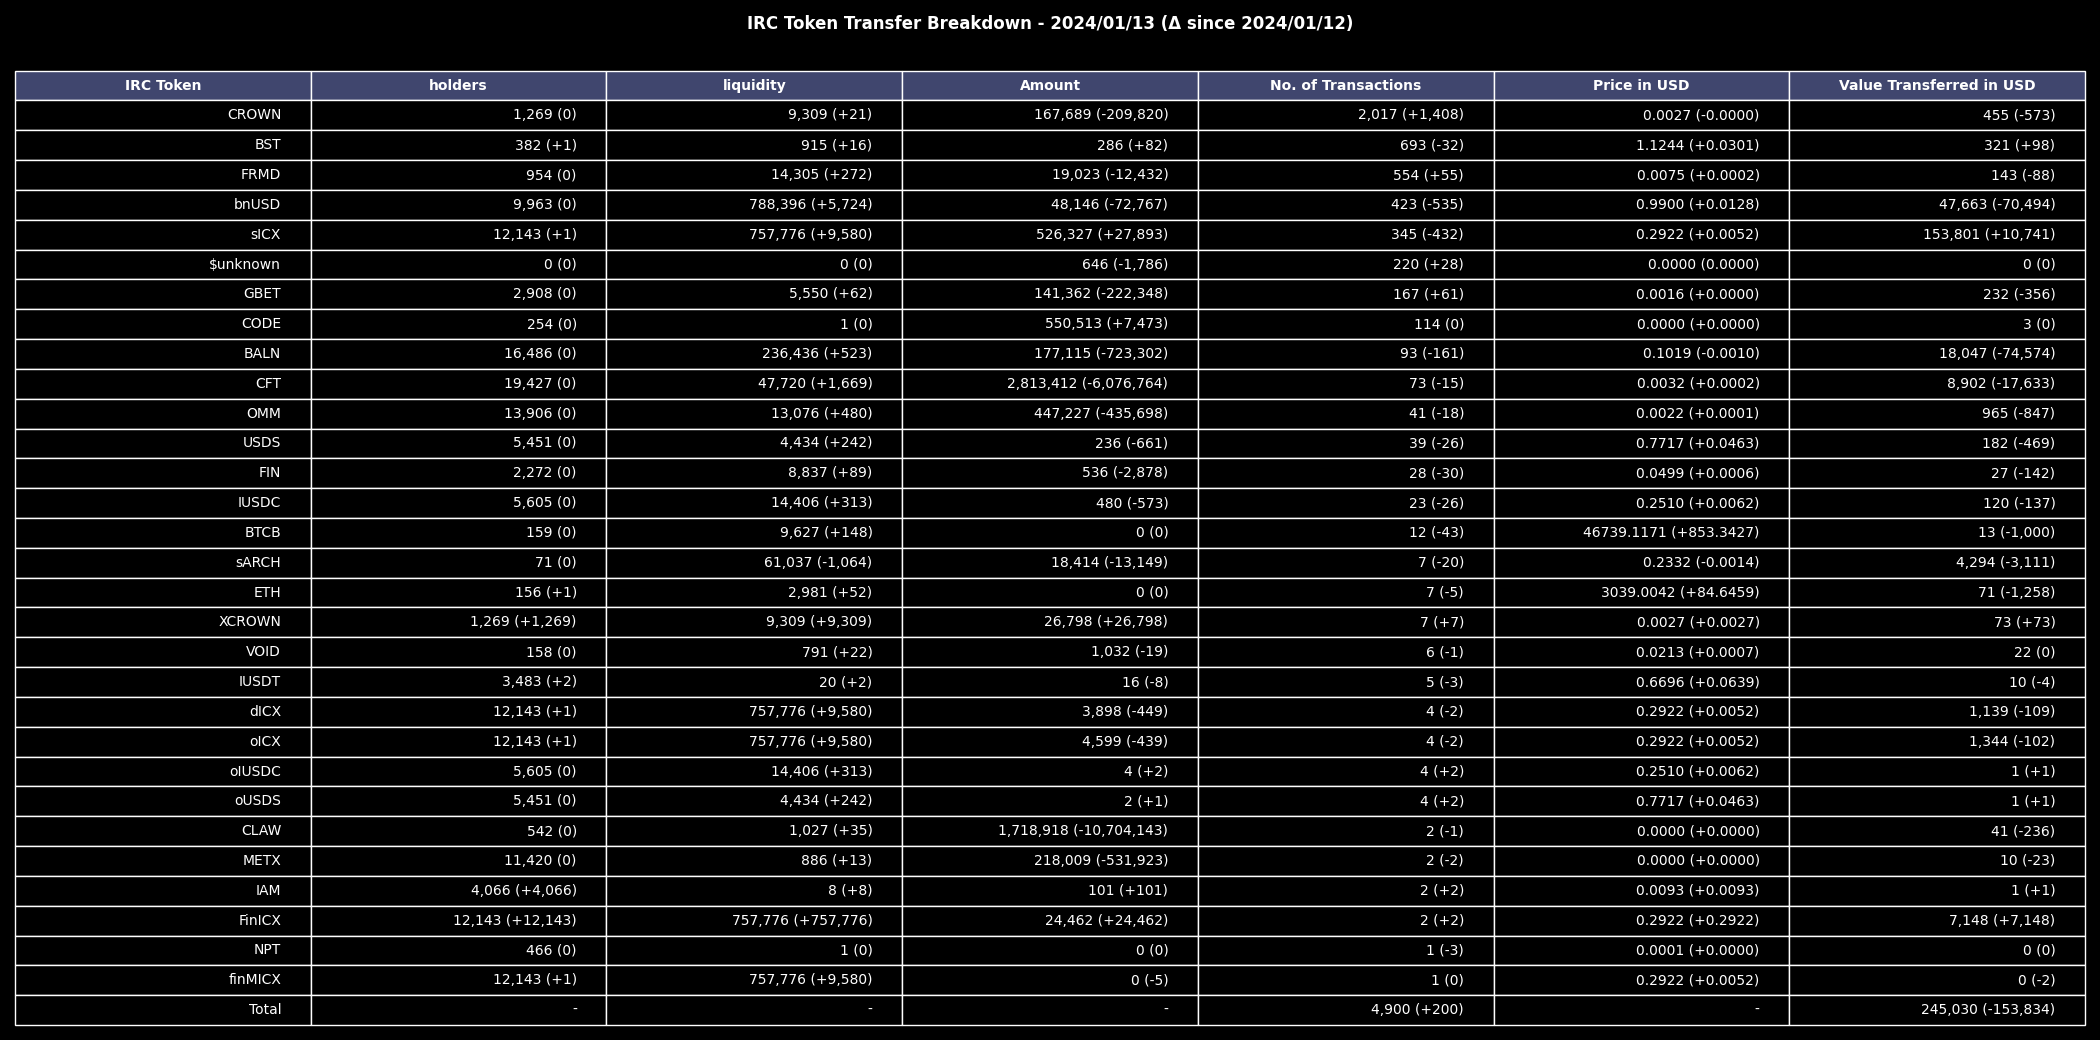 IRC Token Transfer Breakdown - 2024/01/13 (Δ since 2024/01/12)
IRC Token holders liquidity Amount No. of Transactions Price in USD Value Transferred in USD
CROWN 1,269 (0) 9,309 (+21) 167,689 (-209,820) 2,017 (+1,408) 0.0027 (-0.0000) 455 (-573)
BST 382 (+1) 915 (+16) 286 (+82) 693 (-32) 1.1244 (+0.0301) 321 (+98)
FRMD 954 (0) 14,305 (+272) 19,023 (-12,432) 554 (+55) 0.0075 (+0.0002) 143 (-88)
bnUSD 9,963 (0) 788,396 (+5,724) 48,146 (-72,767) 423 (-535) 0.9900 (+0.0128) 47,663 (-70,494)
sICX 12,143 (+1) 757,776 (+9,580) 526,327 (+27,893) 345 (-432) 0.2922 (+0.0052) 153,801 (+10,741)
$unknown 0 (0) 0 (0) 646 (-1,786) 220 (+28) 0.0000 (0.0000) 0 (0)
GBET 2,908 (0) 5,550 (+62) 141,362 (-222,348) 167 (+61) 0.0016 (+0.0000) 232 (-356)
CODE 254 (0) 1 (0) 550,513 (+7,473) 114 (0) 0.0000 (+0.0000) 3 (0)
BALN 16,486 (0) 236,436 (+523) 177,115 (-723,302) 93 (-161) 0.1019 (-0.0010) 18,047 (-74,574)
CFT 19,427 (0) 47,720 (+1,669) 2,813,412 (-6,076,764) 73 (-15) 0.0032 (+0.0002) 8,902 (-17,633)
OMM 13,906 (0) 13,076 (+480) 447,227 (-435,698) 41 (-18) 0.0022 (+0.0001) 965 (-847)
USDS 5,451 (0) 4,434 (+242) 236 (-661) 39 (-26) 0.7717 (+0.0463) 182 (-469)
FIN 2,272 (0) 8,837 (+89) 536 (-2,878) 28 (-30) 0.0499 (+0.0006) 27 (-142)
IUSDC 5,605 (0) 14,406 (+313) 480 (-573) 23 (-26) 0.2510 (+0.0062) 120 (-137)
BTCB 159 (0) 9,627 (+148) 0 (0) 12 (-43) 46739.1171 (+853.3427) 13 (-1,000)
sARCH 71 (0) 61,037 (-1,064) 18,414 (-13,149) 7 (-20) 0.2332 (-0.0014) 4,294 (-3,111)
ETH 156 (+1) 2,981 (+52) 0 (0) 7 (-5) 3039.0042 (+84.6459) 71 (-1,258)
XCROWN 1,269 (+1,269) 9,309 (+9,309) 26,798 (+26,798) 7 (+7) 0.0027 (+0.0027) 73 (+73)
VOID 158 (0) 791 (+22) 1,032 (-19) 6 (-1) 0.0213 (+0.0007) 22 (0)
IUSDT 3,483 (+2) 20 (+2) 16 (-8) 5 (-3) 0.6696 (+0.0639) 10 (-4)
dICX 12,143 (+1) 757,776 (+9,580) 3,898 (-449) 4 (-2) 0.2922 (+0.0052) 1,139 (-109)
oICX 12,143 (+1) 757,776 (+9,580) 4,599 (-439) 4 (-2) 0.2922 (+0.0052) 1,344 (-102)
oIUSDC 5,605 (0) 14,406 (+313) 4 (+2) 4 (+2) 0.2510 (+0.0062) 1 (+1)
oUSDS 5,451 (0) 4,434 (+242) 2 (+1) 4 (+2) 0.7717 (+0.0463) 1 (+1)
CLAW 542 (0) 1,027 (+35) 1,718,918 (-10,704,143) 2 (-1) 0.0000 (+0.0000) 41 (-236)
METX 11,420 (0) 886 (+13) 218,009 (-531,923) 2 (-2) 0.0000 (+0.0000) 10 (-23)
IAM 4,066 (+4,066) 8 (+8) 101 (+101) 2 (+2) 0.0093 (+0.0093) 1 (+1)
FinICX 12,143 (+12,143) 757,776 (+757,776) 24,462 (+24,462) 2 (+2) 0.2922 (+0.2922) 7,148 (+7,148)
NPT 466 (0) 1 (0) 0 (0) 1 (-3) 0.0001 (+0.0000) 0 (0)
finMICX 12,143 (+1) 757,776 (+9,580) 0 (-5) 1 (0) 0.2922 (+0.0052) 0 (-2)
Total - - - 4,900 (+200) - 245,030 (-153,834)